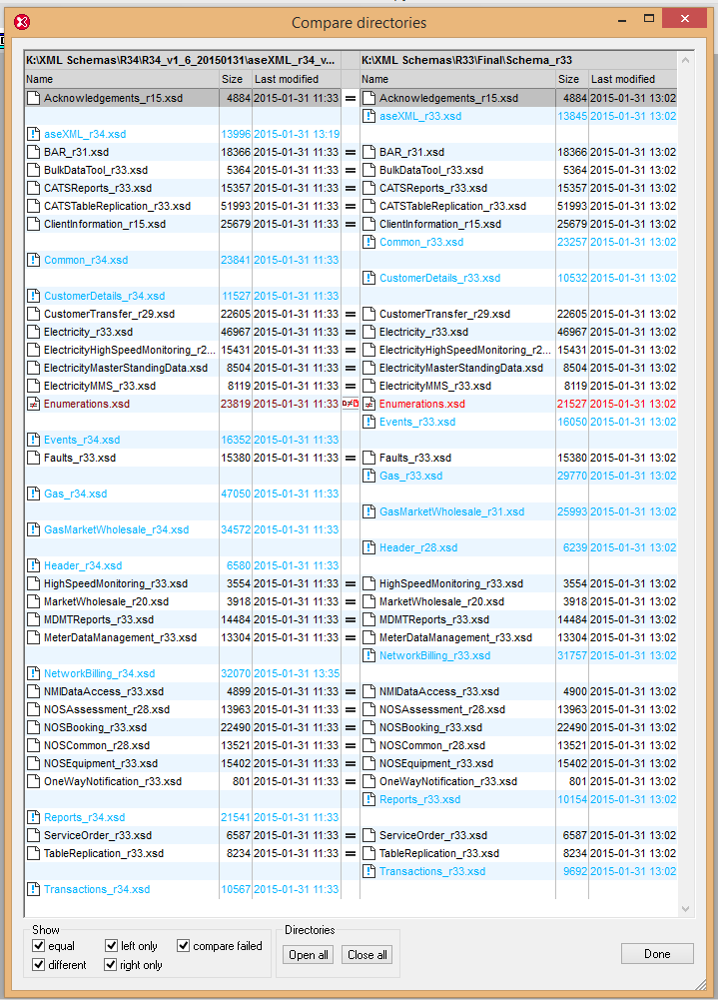 Compare directories
K:\XML Schemas\R34\R34_v1_6_20150131\aseXML_r34_v... K:\XML Schemas\R33\Final\Schema_r33
Name Size Last modified Name Size Last modified
Acknowledgements_r15.xsd 4884 2015-01-31 11:33 = Acknowledgements_r15.xsd 4884 2015-01-31 13:02
aseXML_r33.xsd 13845 2015-01-31 13:02
aseXML_r34.xsd 13996 2015-01-31 13:19
BAR_r31.xsd 18366 2015-01-31 11:33 = BAR_r31.xsd 18366 2015-01-31 13:02
BulkDataTool_r33.xsd 5364 2015-01-31 11:33 = BulkDataTool_r33.xsd 5364 2015-01-31 13:02
CATSReports_r33.xsd 15357 2015-01-31 11:33 = CATSReports_r33.xsd 15357 2015-01-31 13:02
CATSTableReplication_r33.xsd 51993 2015-01-31 11:33 = CATSTableReplication_r33.xsd 51993 2015-01-31 13:02
ClientInformation_r15.xsd 25679 2015-01-31 11:33 = ClientInformation_r15.xsd 25679 2015-01-31 13:02
Common_r33.xsd 23257 2015-01-31 13:02
Common_r34.xsd 23841 2015-01-31 11:33
CustomerDetails_r33.xsd 10532 2015-01-31 13:02
CustomerDetails_r34.xsd 11527 2015-01-31 11:33
CustomerTransfer_r29.xsd 22605 2015-01-31 11:33 = CustomerTransfer_r29.xsd 22605 2015-01-31 13:02
Electricity_r33.xsd 46967 2015-01-31 11:33 = Electricity_r33.xsd 46967 2015-01-31 13:02
ElectricityHighSpeedMonitoring_r2... 15431 2015-01-31 11:33 = ElectricityHighSpeedMonitoring_r2... 15431 2015-01-31 13:02
ElectricityMasterStandingData.xsd 8504 2015-01-31 11:33 = ElectricityMasterStandingData.xsd 8504 2015-01-31 13:02
ElectricityMMS_r33.xsd 8119 2015-01-31 11:33 = ElectricityMMS_r33.xsd 8119 2015-01-31 13:02
Enumerations.xsd 23819 2015-01-31 11:33 ≠ Enumerations.xsd 21527 2015-01-31 13:02
Events_r33.xsd 16050 2015-01-31 13:02
Events_r34.xsd 16352 2015-01-31 11:33
Faults_r33.xsd 15380 2015-01-31 11:33 = Faults_r33.xsd 15380 2015-01-31 13:02
Gas_r33.xsd 29770 2015-01-31 13:02
Gas_r34.xsd 47050 2015-01-31 11:33
GasMarketWholesale_r31.xsd 25993 2015-01-31 13:02
GasMarketWholesale_r34.xsd 34572 2015-01-31 11:33
Header_r28.xsd 6239 2015-01-31 13:02
Header_r34.xsd 6580 2015-01-31 11:33
HighSpeedMonitoring_r33.xsd 3554 2015-01-31 11:33 = HighSpeedMonitoring_r33.xsd 3554 2015-01-31 13:02
MarketWholesale_r20.xsd 3918 2015-01-31 11:33 = MarketWholesale_r20.xsd 3918 2015-01-31 13:02
MDMTReports_r33.xsd 14484 2015-01-31 11:33 = MDMTReports_r33.xsd 14484 2015-01-31 13:02
MeterDataManagement_r33.xsd 13304 2015-01-31 11:33 = MeterDataManagement_r33.xsd 13304 2015-01-31 13:02
NetworkBilling_r33.xsd 31757 2015-01-31 13:02
NetworkBilling_r34.xsd 32070 2015-01-31 13:35
NMIDataAccess_r33.xsd 4899 2015-01-31 11:33 = NMIDataAccess_r33.xsd 4900 2015-01-31 13:02
NOSAssessment_r28.xsd 13963 2015-01-31 11:33 = NOSAssessment_r28.xsd 13963 2015-01-31 13:02
NOSBooking_r33.xsd 22490 2015-01-31 11:33 = NOSBooking_r33.xsd 22490 2015-01-31 13:02
NOSCommon_r28.xsd 13521 2015-01-31 11:33 = NOSCommon_r28.xsd 13521 2015-01-31 13:02
NOSEquipment_r33.xsd 15402 2015-01-31 11:33 = NOSEquipment_r33.xsd 15402 2015-01-31 13:02
OneWayNotification_r33.xsd 801 2015-01-31 11:33 = OneWayNotification_r33.xsd 801 2015-01-31 13:02
Reports_r33.xsd 10154 2015-01-31 13:02
Reports_r34.xsd 21541 2015-01-31 11:33
ServiceOrder_r33.xsd 6587 2015-01-31 11:33 = ServiceOrder_r33.xsd 6587 2015-01-31 13:02
TableReplication_r33.xsd 8234 2015-01-31 11:33 = TableReplication_r33.xsd 8234 2015-01-31 13:02
Transactions_r33.xsd 9692 2015-01-31 13:02
Transactions_r34.xsd 10567 2015-01-31 11:33
Show Directories
equal left only compare failed Open all Close all Done
different right only